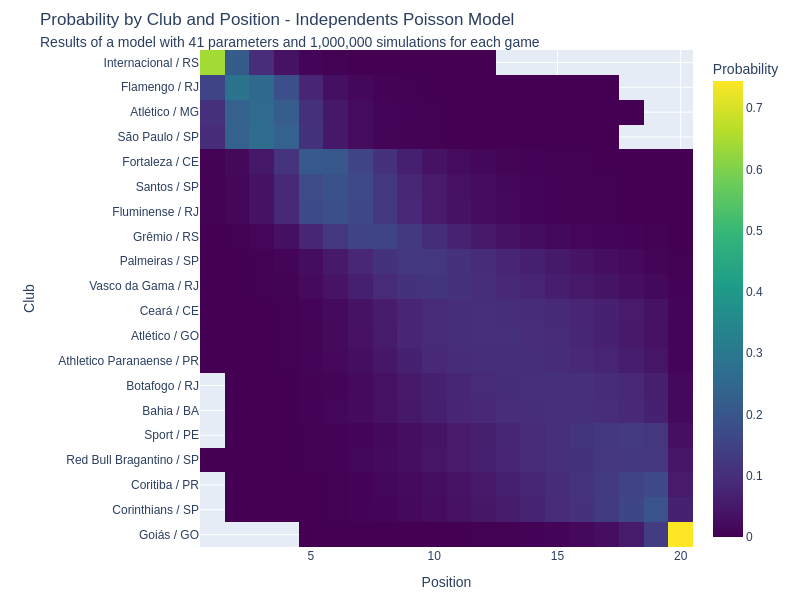 Probability by Club and Position - Independents Poisson Model
Results of a model with 41 parameters and 1,000,000 simulations for each game
Probability
Club
Internacional / RS
Flamengo / RJ
Atlético / MG
São Paulo / SP
Fortaleza / CE
Santos / SP
Fluminense / RJ
Grêmio / RS
Palmeiras / SP
Vasco da Gama / RJ
Ceará / CE
Atlético / GO
Athletico Paranaense / PR
Botafogo / RJ
Bahia / BA
Sport / PE
Red Bull Bragantino / SP
Coritiba / PR
Corinthians / SP
Goiás / GO
0.7
0.6
0.5
0.4
0.3
0.2
0.1
0
5 10 15 20
Position